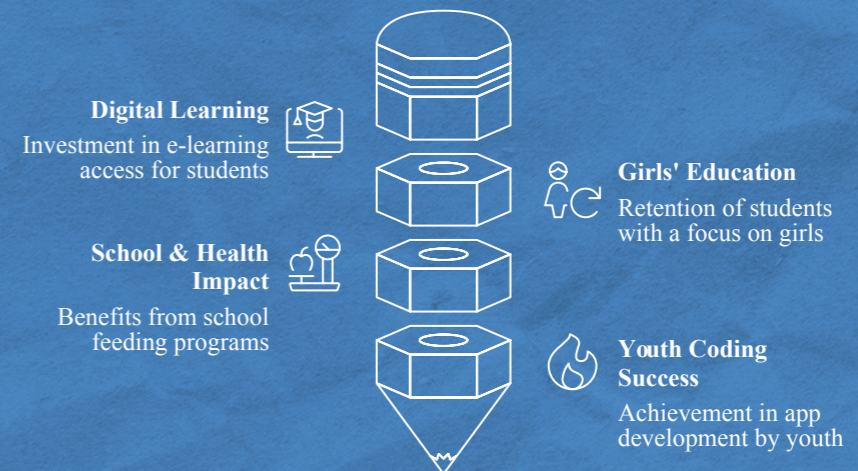 Digital Learning
Investment in e-learning
access for students
Girls' Education
Retention of students
with a focus on girls
School & Health
Impact
Benefits from school
feeding programs
Youth Coding
Success
Achievement in app
development by youth